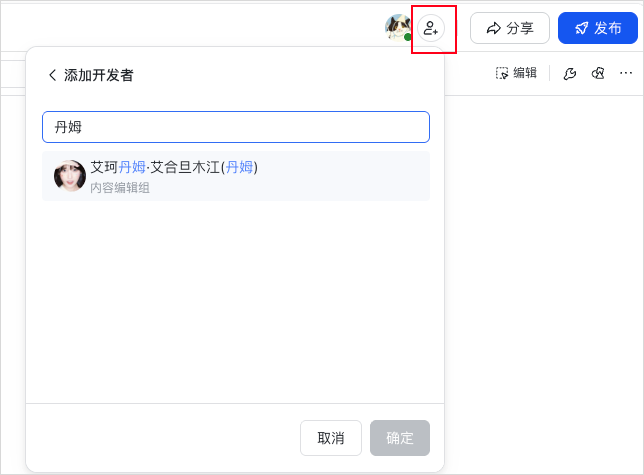 分享
发布
添加开发者
编辑
丹姆
艾珂丹姆·艾合旦木江(丹姆)
内容编辑组
取消
确定